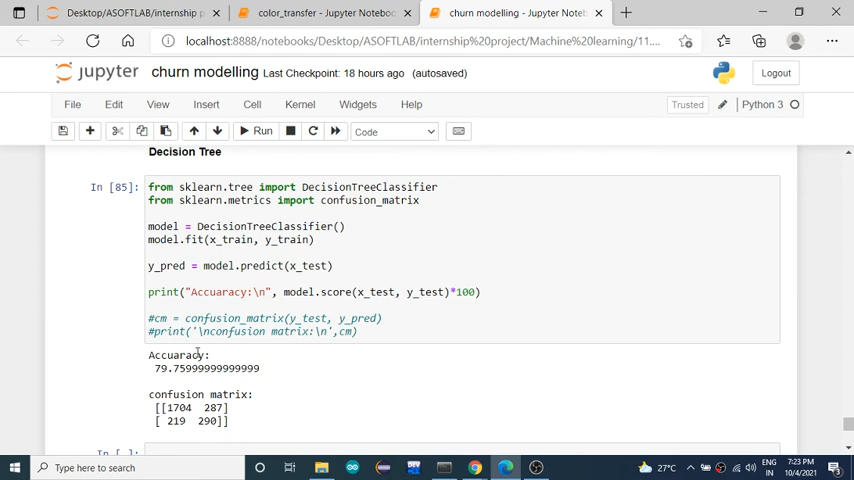 Desktop/ASOFTLAB/internship p
color_transfer - Jupyter Noteboo
churn modelling - Jupyter Noteb
localhost:8888/notebooks/Desktop/ASOFTLAB/internship%20project/Machine%20learning/11....
jupyter churn modelling Last Checkpoint: 18 hours ago (autosaved)
Logout
File Edit View Insert Cell Kernel Widgets Help
Trusted Python 3
Run Code
Decision Tree
In [85]: from sklearn.tree import DecisionTreeClassifier
from sklearn.metrics import confusion_matrix
model = DecisionTreeClassifier()
model.fit(x_train, y_train)
y_pred = model.predict(x_test)
print("Accuaracy:\n", model.score(x_test, y_test)*100)
#cm = confusion_matrix(y_test, y_pred)
#print('\nconfusion matrix:\n',cm)
Accuaracy:
79.75999999999999
confusion matrix:
[[1704 287]
[ 219 290]]
In [ ]:
Type here to search
27°C
ENG
IN
7:23 PM
10/4/2021
3